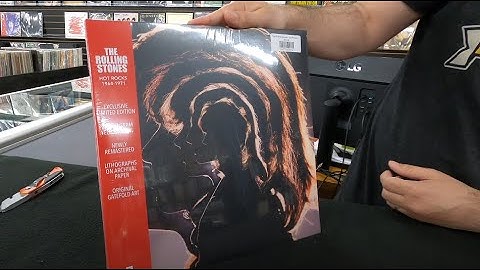 THE
ROLLING
STONES
HOT ROCKS
1964-1971
EXCLUSIVE
LIMITED EDITION
NEWLY
REMASTERED
LITHOGRAPHS
ON ARCHIVAL
PAPER
ORIGINAL
GATEFOLD ART
LG